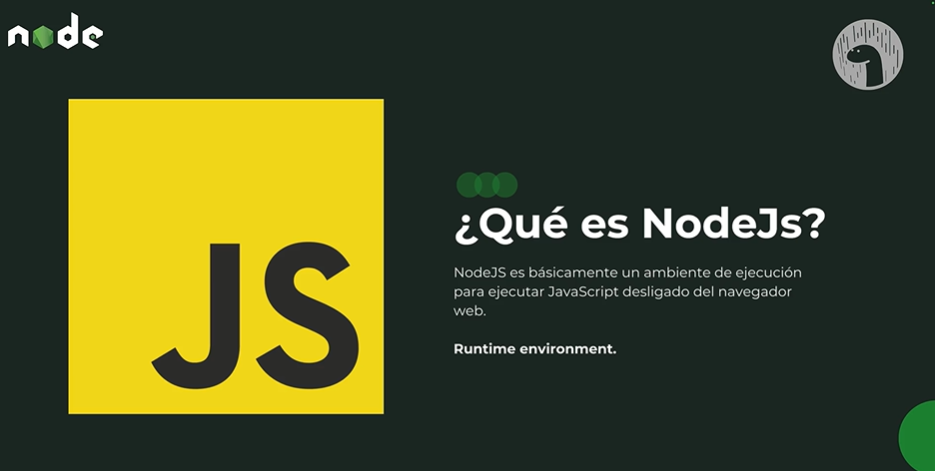 node
JS
¿Qué es NodeJs?
NodeJS es básicamente un ambiente de ejecución
para ejecutar JavaScript desligado del navegador
web.
Runtime environment.